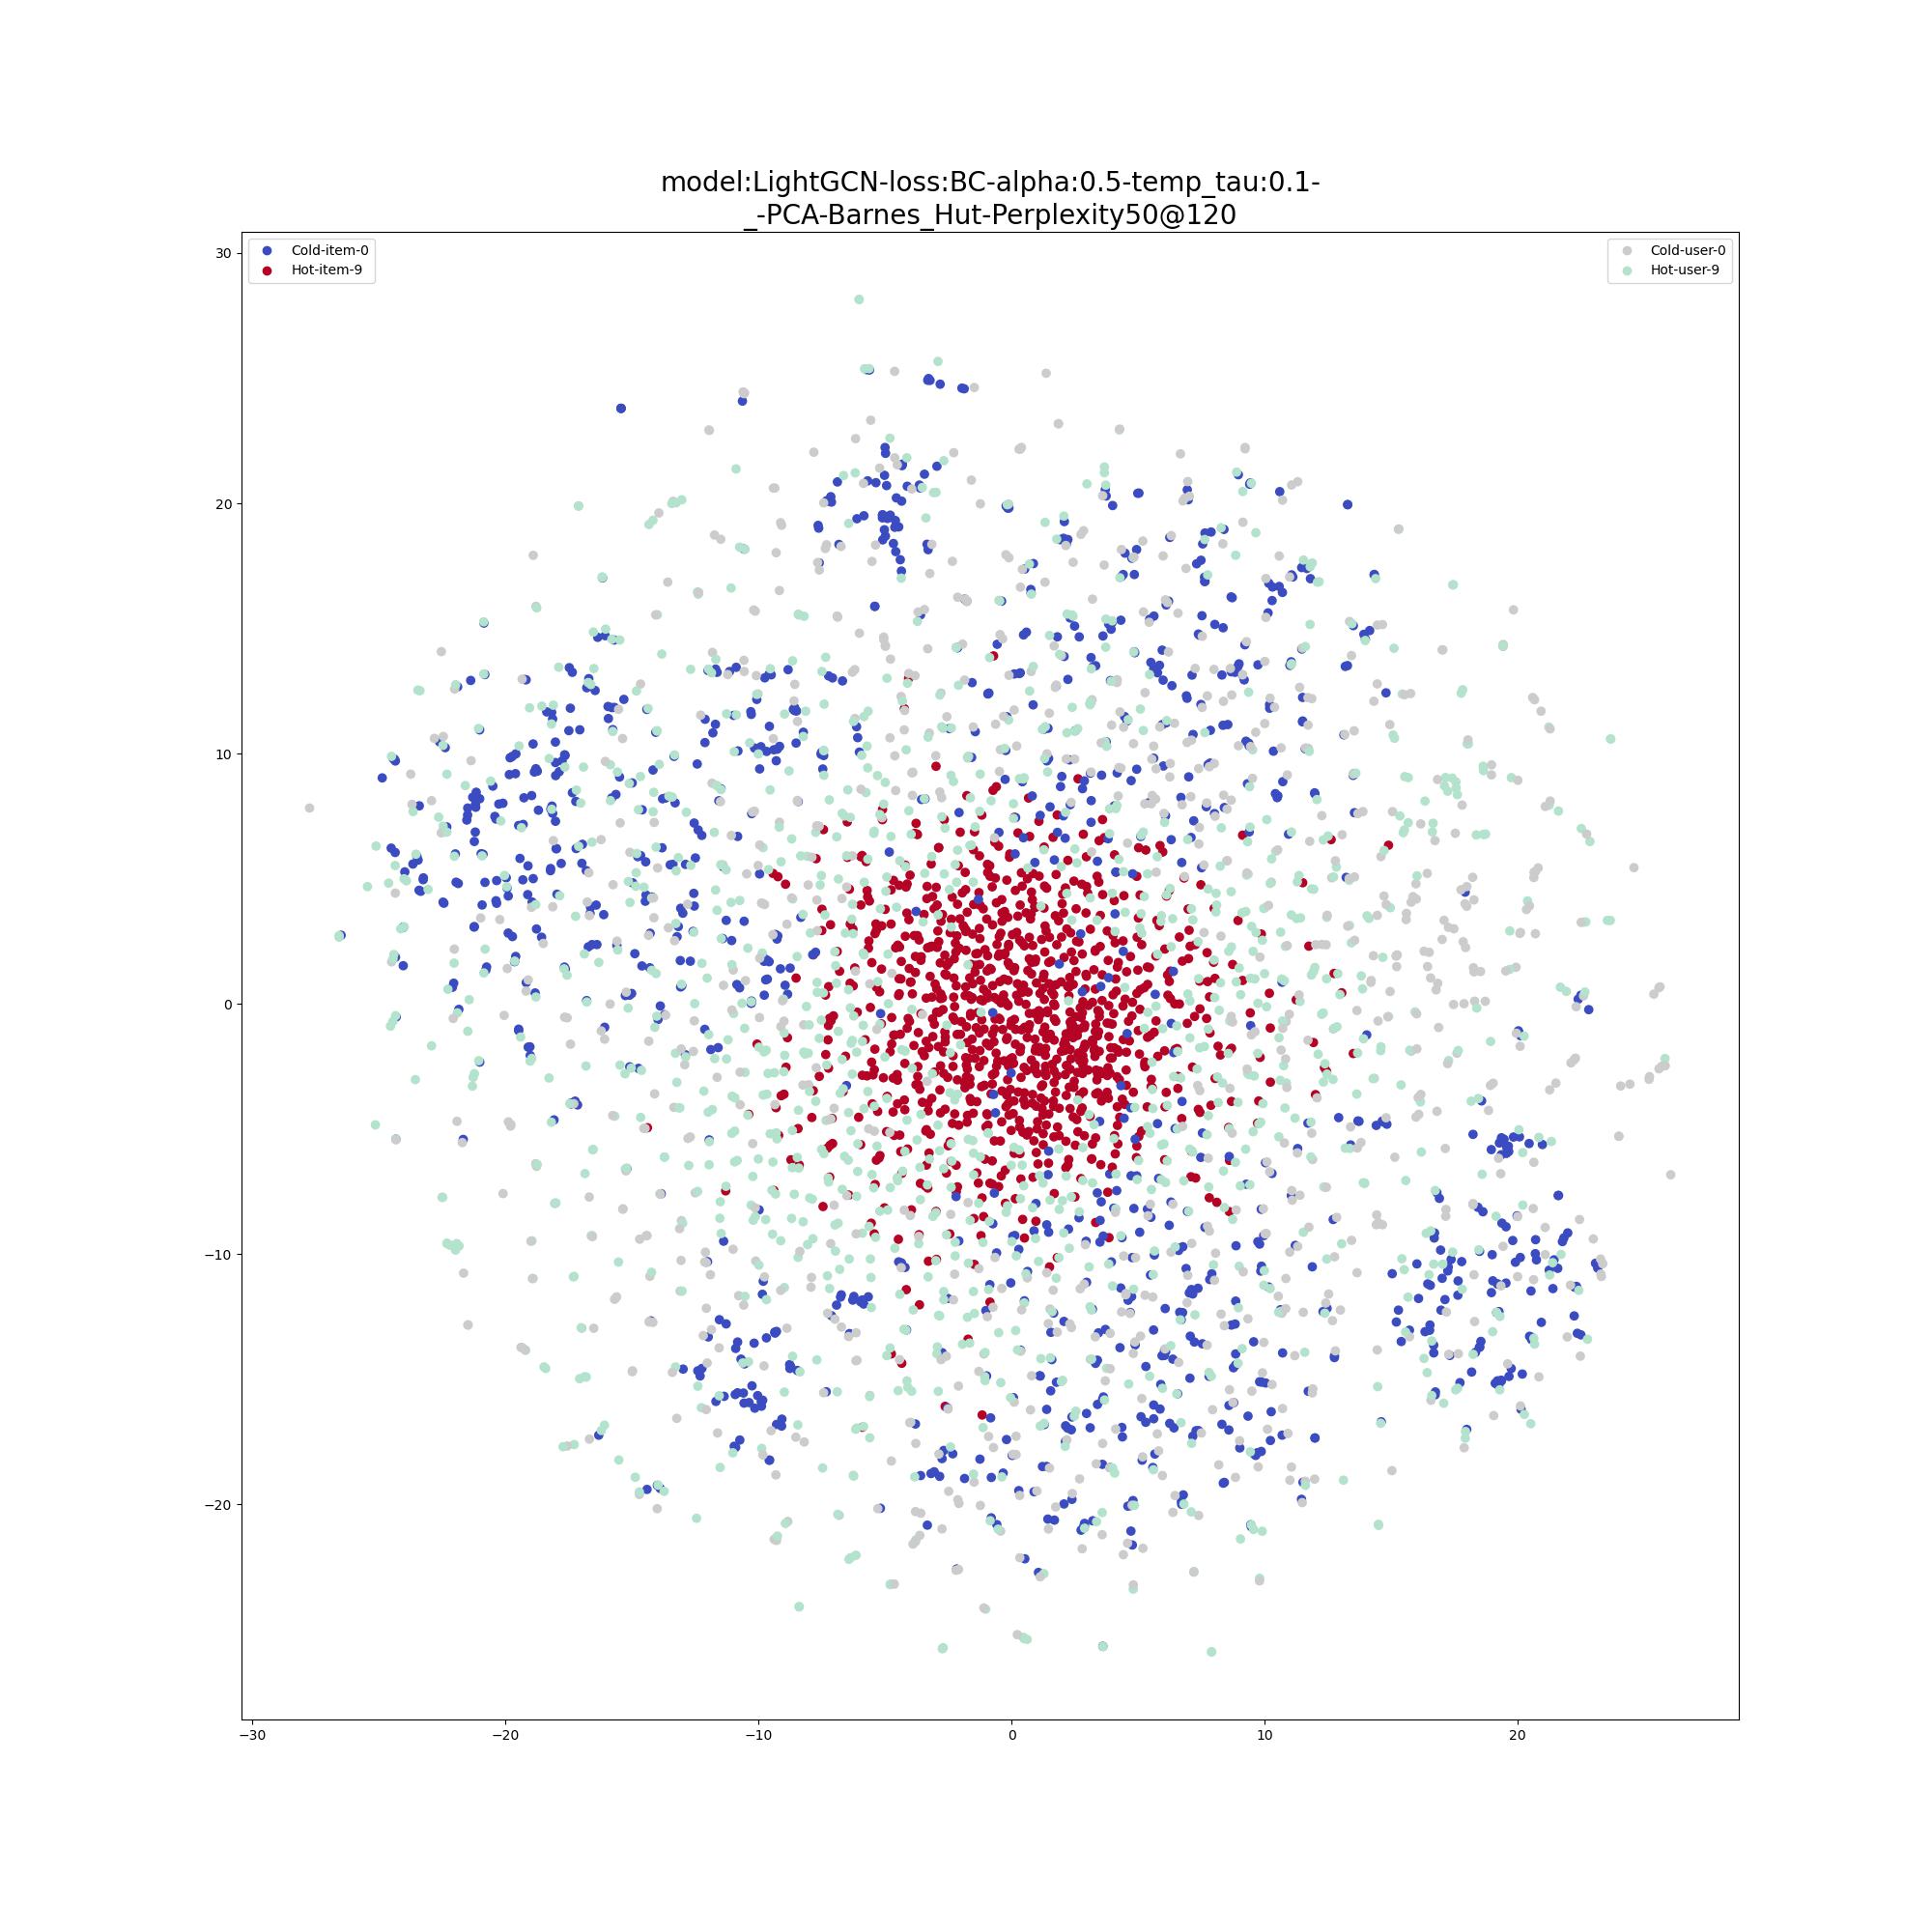 model:LightGCN-loss:BC-alpha:0.5-temp_tau:0.1-
_-PCA-Barnes_Hut-Perplexity50@120
Cold-item-0
Hot-item-9
Cold-user-0
Hot-user-9
30
20
10
0
−10
−20
−30
−20
−10
0
10
20